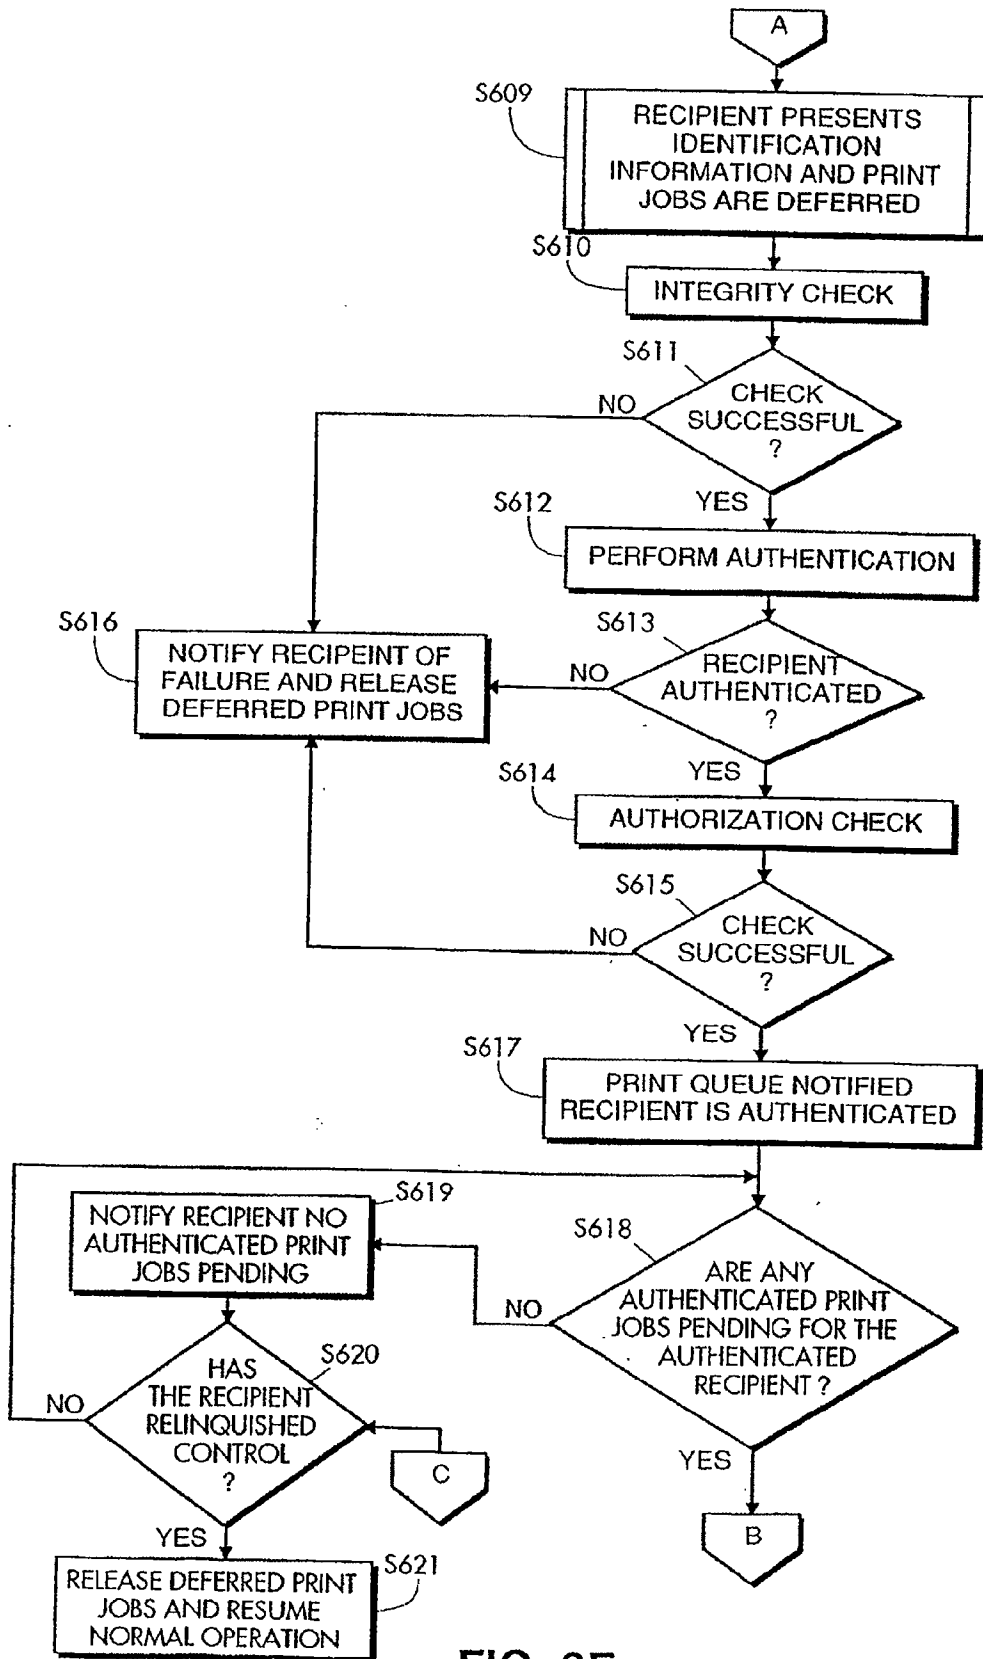 A
S609
RECIPIENT PRESENTS
IDENTIFICATION
INFORMATION AND PRINT
JOBS ARE DEFERRED
S610
INTEGRITY CHECK
S611
CHECK
SUCCESSFUL
?
NO
YES
S612
PERFORM AUTHENTICATION
S613
RECIPIENT
AUTHENTICATED
?
NO
S616
NOTIFY RECIPEINT OF
FAILURE AND RELEASE
DEFERRED PRINT JOBS
YES
S614
AUTHORIZATION CHECK
S615
CHECK
SUCCESSFUL
?
NO
YES
S617
PRINT QUEUE NOTIFIED
RECIPIENT IS AUTHENTICATED
S618
ARE ANY
AUTHENTICATED PRINT
JOBS PENDING FOR THE
AUTHENTICATED
RECIPIENT ?
NO
YES
B
S619
NOTIFY RECIPIENT NO
AUTHENTICATED PRINT
JOBS PENDING
S620
HAS
THE RECIPIENT
RELINQUISHED
CONTROL
?
NO
C
YES
S621
RELEASE DEFERRED PRINT
JOBS AND RESUME
NORMAL OPERATION
FIG.